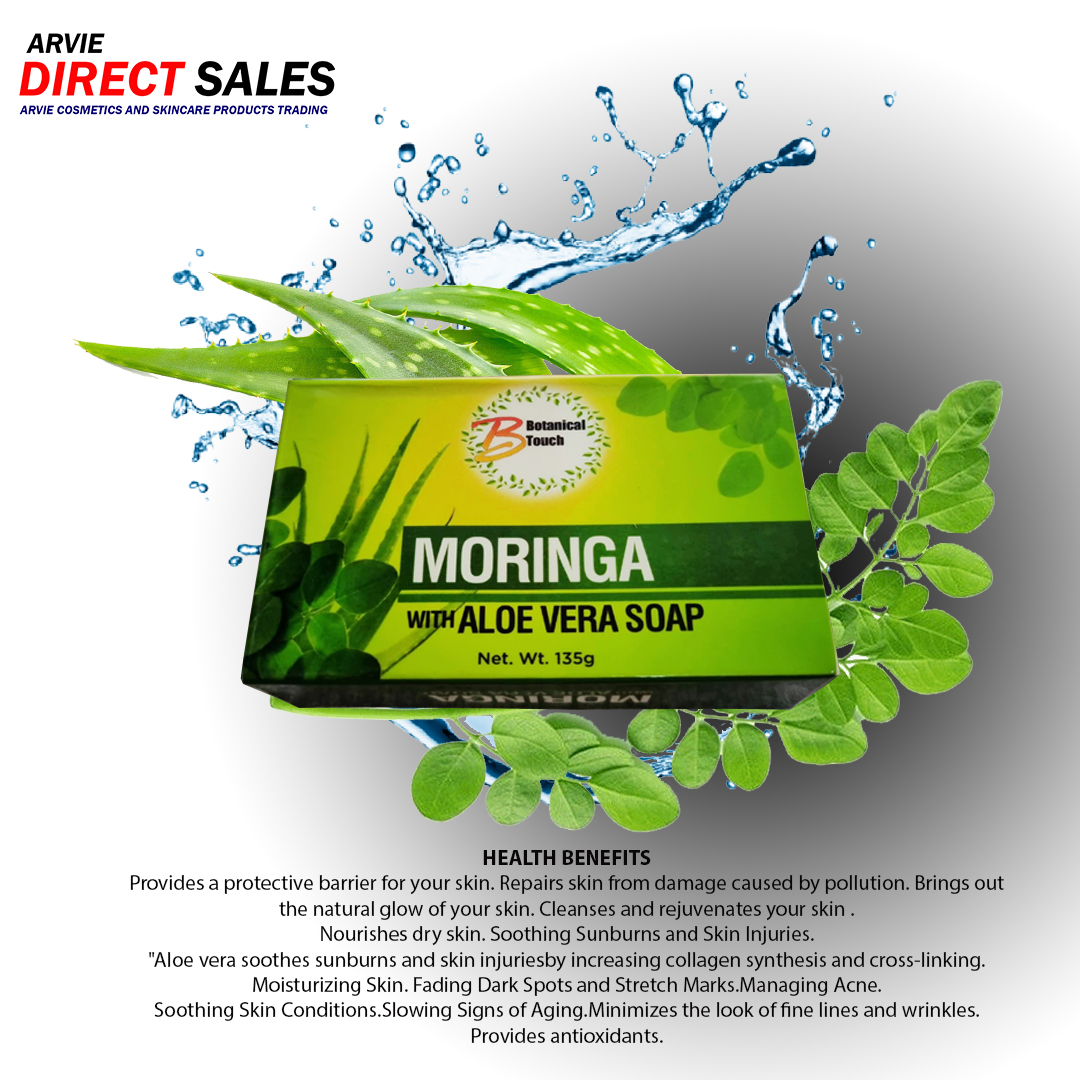 ARVIE
DIRECT SALES
ARVIE COSMETICS AND SKINCARE PRODUCTS TRADING
B Botanical
Touch
MORINGA
WITH ALOE VERA SOAP
Net. Wt. 135g
MORINGA
HEALTH BENEFITS
Provides a protective barrier for your skin. Repairs skin from damage caused by pollution. Brings out
the natural glow of your skin. Cleanses and rejuvenates your skin .
Nourishes dry skin. Soothing Sunburns and Skin Injuries.
"Aloe vera soothes sunburns and skin injuriesby increasing collagen synthesis and cross-linking.
Moisturizing Skin. Fading Dark Spots and Stretch Marks.Managing Acne.
Soothing Skin Conditions.Slowing Signs of Aging.Minimizes the look of fine lines and wrinkles.
Provides antioxidants.